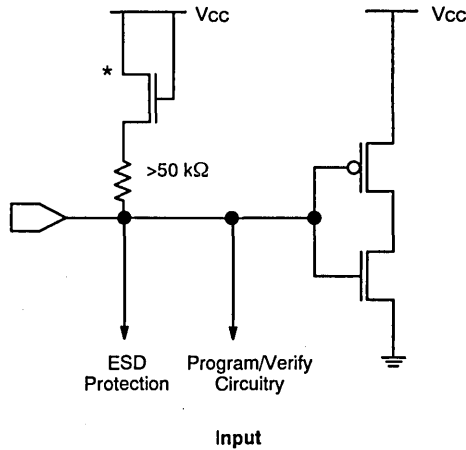 Vcc
Vcc
*
>50 kΩ
ESD
Protection
Program/Verify
Circuitry
Input